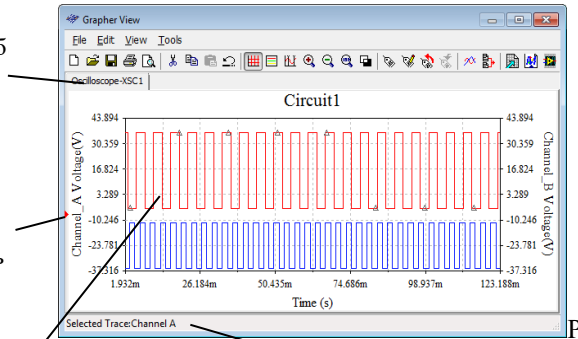 Grapher View
File Edit View Tools
б
Oscilloscope-XSC1
Circuit1
43.894 43.894
30.359 30.359
16.824 16.824
3.289 3.289
-10.246 -10.246
-23.781 -23.781
-37.316 -37.316
Channel_A Voltage(V)
Channel_B Voltage(V)
1.932m 26.184m 50.435m 74.686m 98.937m 123.188m
Time (s)
Selected Trace:Channel A
Р